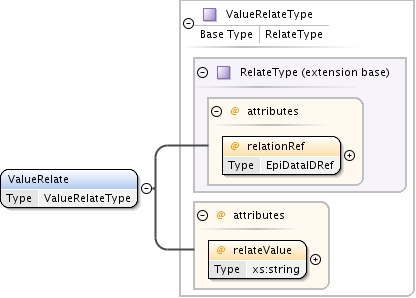 ValueRelateType
Base Type RelateType
RelateType (extension base)
@ attributes
@ relationRef
Type EpiDataIDRef
ValueRelate
Type ValueRelateType
@ attributes
@ relateValue
Type xs:string